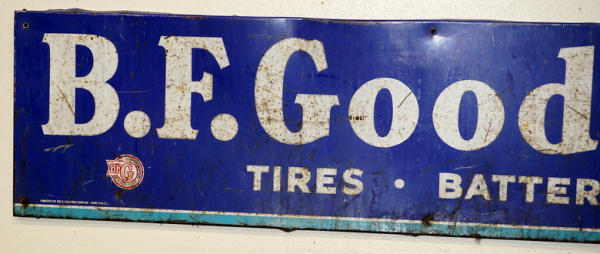 B.F. Good
BFG
TIRES • BATTER